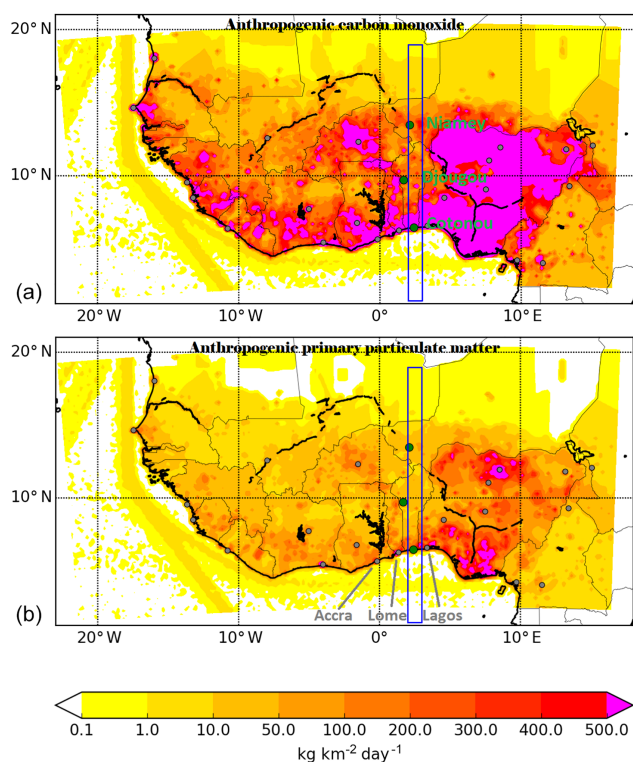 Anthropogenic carbon monoxide
20° N
Niamey
10° N
Djougou
Cotonou
(a)
20° W
10° W
0°
10° E
Anthropogenic primary particulate matter
20° N
10° N
(b)
Accra Lome Lagos
20° W
10° W
0°
10° E
0.1 1.0 10.0 50.0 100.0 200.0 300.0 400.0 500.0
kg km⁻² day⁻¹